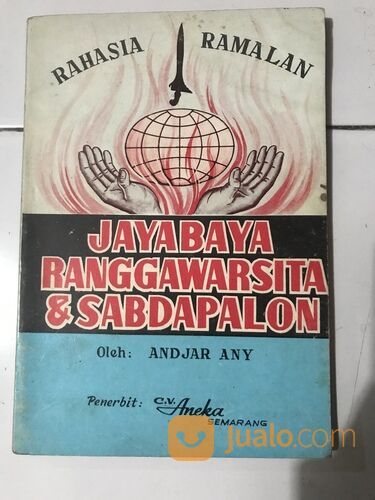 RAHASIA RAMALAN
JAYABAYA
RANGGAWARSITA
& SABDAPALON
Oleh: ANDJAR ANY
Penerbit: C.V. Aneka
SEMARANG
jualo.com